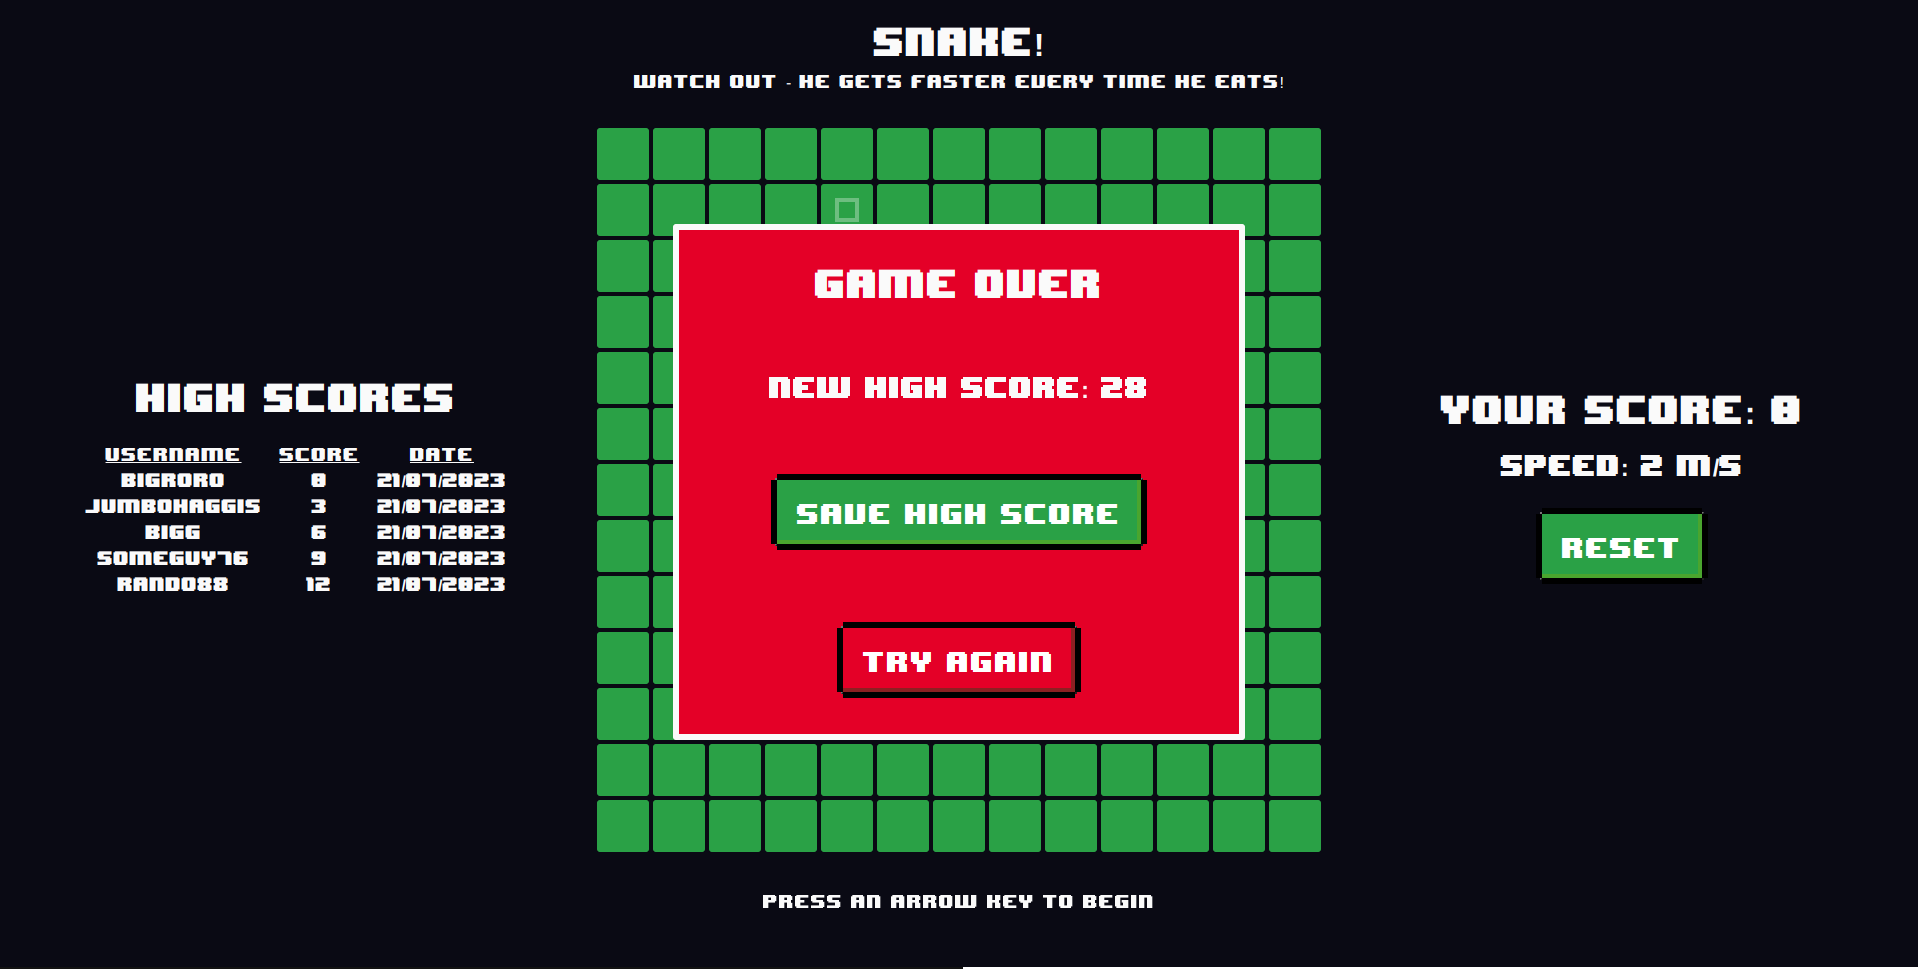 SNAKE!
WATCH OUT - HE GETS FASTER EVERY TIME HE EATS!
HIGH SCORES
USERNAME SCORE DATE
BIGRORO 0 21/07/2023
JUMBOHAGGIS 3 21/07/2023
BIGG 6 21/07/2023
SOMEGUY76 9 21/07/2023
RANDO88 12 21/07/2023
GAME OVER
NEW HIGH SCORE: 28
SAVE HIGH SCORE
TRY AGAIN
YOUR SCORE: 0
SPEED: 2 M/S
RESET
PRESS AN ARROW KEY TO BEGIN